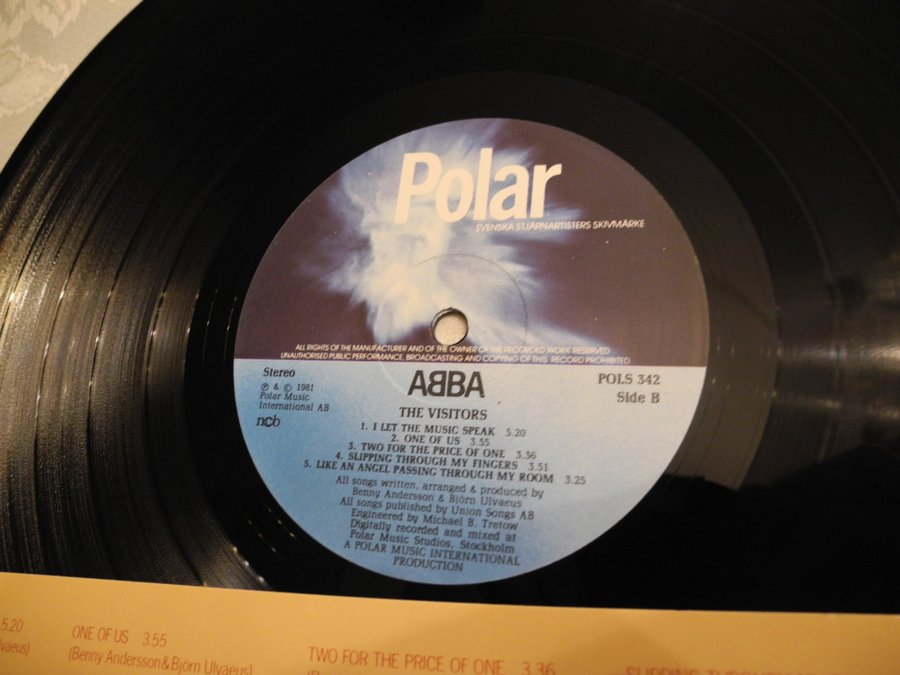 Polar
SVENSKA STJÄRNARTISTERS SKIVMÄRKE
ALL RIGHTS OF THE MANUFACTURER AND OF THE OWNER OF THE RECORDED WORK RESERVED
UNAUTHORISED PUBLIC PERFORMANCE, BROADCASTING AND COPYING OF THIS RECORD PROHIBITED
Stereo
℗ & © 1981
Polar Music
International AB
ncb
ABBA
POLS 342
Side B
THE VISITORS
1. I LET THE MUSIC SPEAK 5.20
2. ONE OF US 3.55
3. TWO FOR THE PRICE OF ONE 3.36
4. SLIPPING THROUGH MY FINGERS 3.51
5. LIKE AN ANGEL PASSING THROUGH MY ROOM 3.25
All songs written, arranged & produced by
Benny Andersson & Björn Ulvaeus
All songs published by Union Songs AB
Engineered by Michael B. Tretow
Digitally recorded and mixed at
Polar Music Studios, Stockholm
A POLAR MUSIC INTERNATIONAL
PRODUCTION
5.20
vaeus)
ONE OF US 3.55
(Benny Andersson & Björn Ulvaeus)
TWO FOR THE PRICE OF ONE 3.36